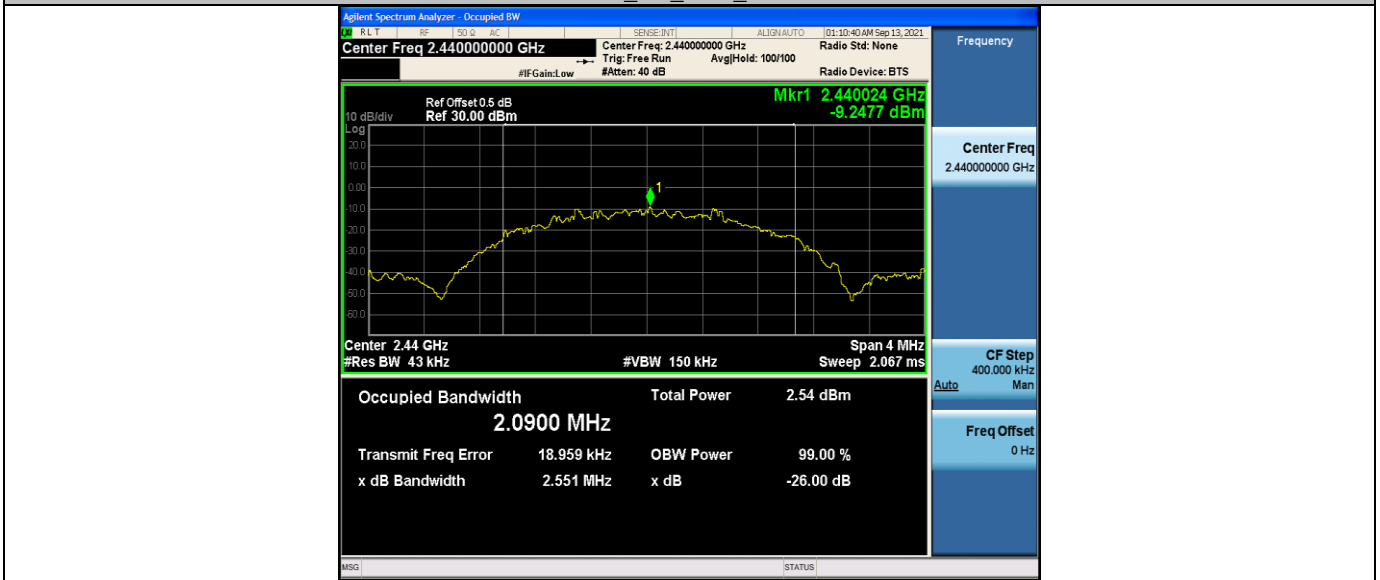 Agilent Spectrum Analyzer - Occupied BW
LXI RLT RF 50 Ω AC SENSE:INT ALIGNAUTO 01:10:40 AM Sep 13, 2021
Center Freq 2.440000000 GHz Center Freq: 2.440000000 GHz Radio Std: None
Trig: Free Run Avg|Hold: 100/100
#IFGain:Low #Atten: 40 dB Radio Device: BTS
Mkr1 2.440024 GHz
-9.2477 dBm
Ref Offset 0.5 dB
10 dB/div Ref 30.00 dBm
Log
20.0
10.0
0.00
-10.0
-20.0
-30.0
-40.0
-50.0
-60.0
1
Center 2.44 GHz Span 4 MHz
#Res BW 43 kHz #VBW 150 kHz Sweep 2.067 ms
Occupied Bandwidth Total Power 2.54 dBm
2.0900 MHz
Transmit Freq Error 18.959 kHz OBW Power 99.00 %
x dB Bandwidth 2.551 MHz x dB -26.00 dB
MSG STATUS
Frequency
Center Freq
2.440000000 GHz
CF Step
400.000 kHz
Auto Man
Freq Offset
0 Hz